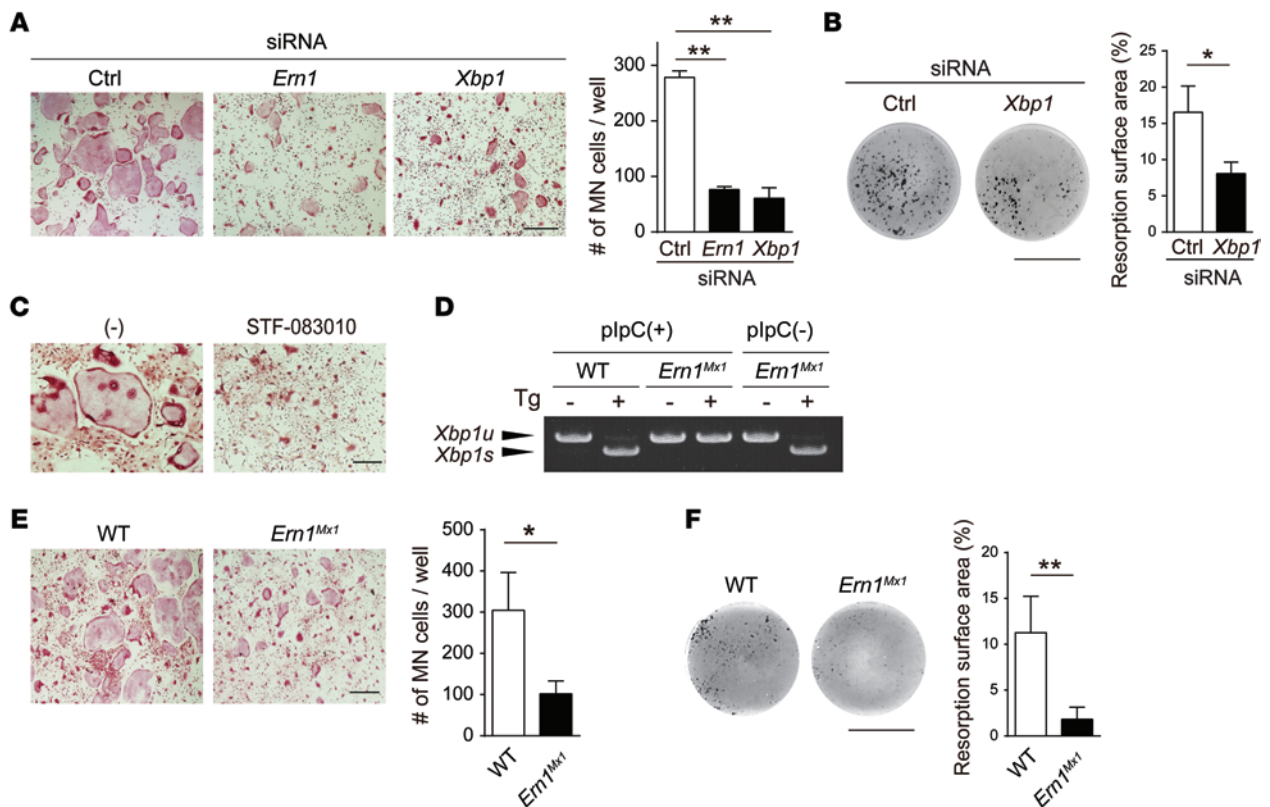 A
siRNA
Ctrl Ern1 Xbp1
# of MN cells / well
300
200
100
0
** 
**
Ctrl Ern1 Xbp1
siRNA
B
siRNA
Ctrl Xbp1
Resorption surface area (%)
25
20
15
10
5
0
*
Ctrl Xbp1
siRNA
C
(-) STF-083010
D
pIpC(+) pIpC(-)
WT Ern1Mx1 Ern1Mx1
Tg - + - + - +
Xbp1u
Xbp1s
E
WT Ern1Mx1
# of MN cells / well
500
400
300
200
100
0
*
WT Ern1Mx1
F
WT Ern1Mx1
Resorption surface area (%)
20
15
10
5
0
**
WT Ern1Mx1